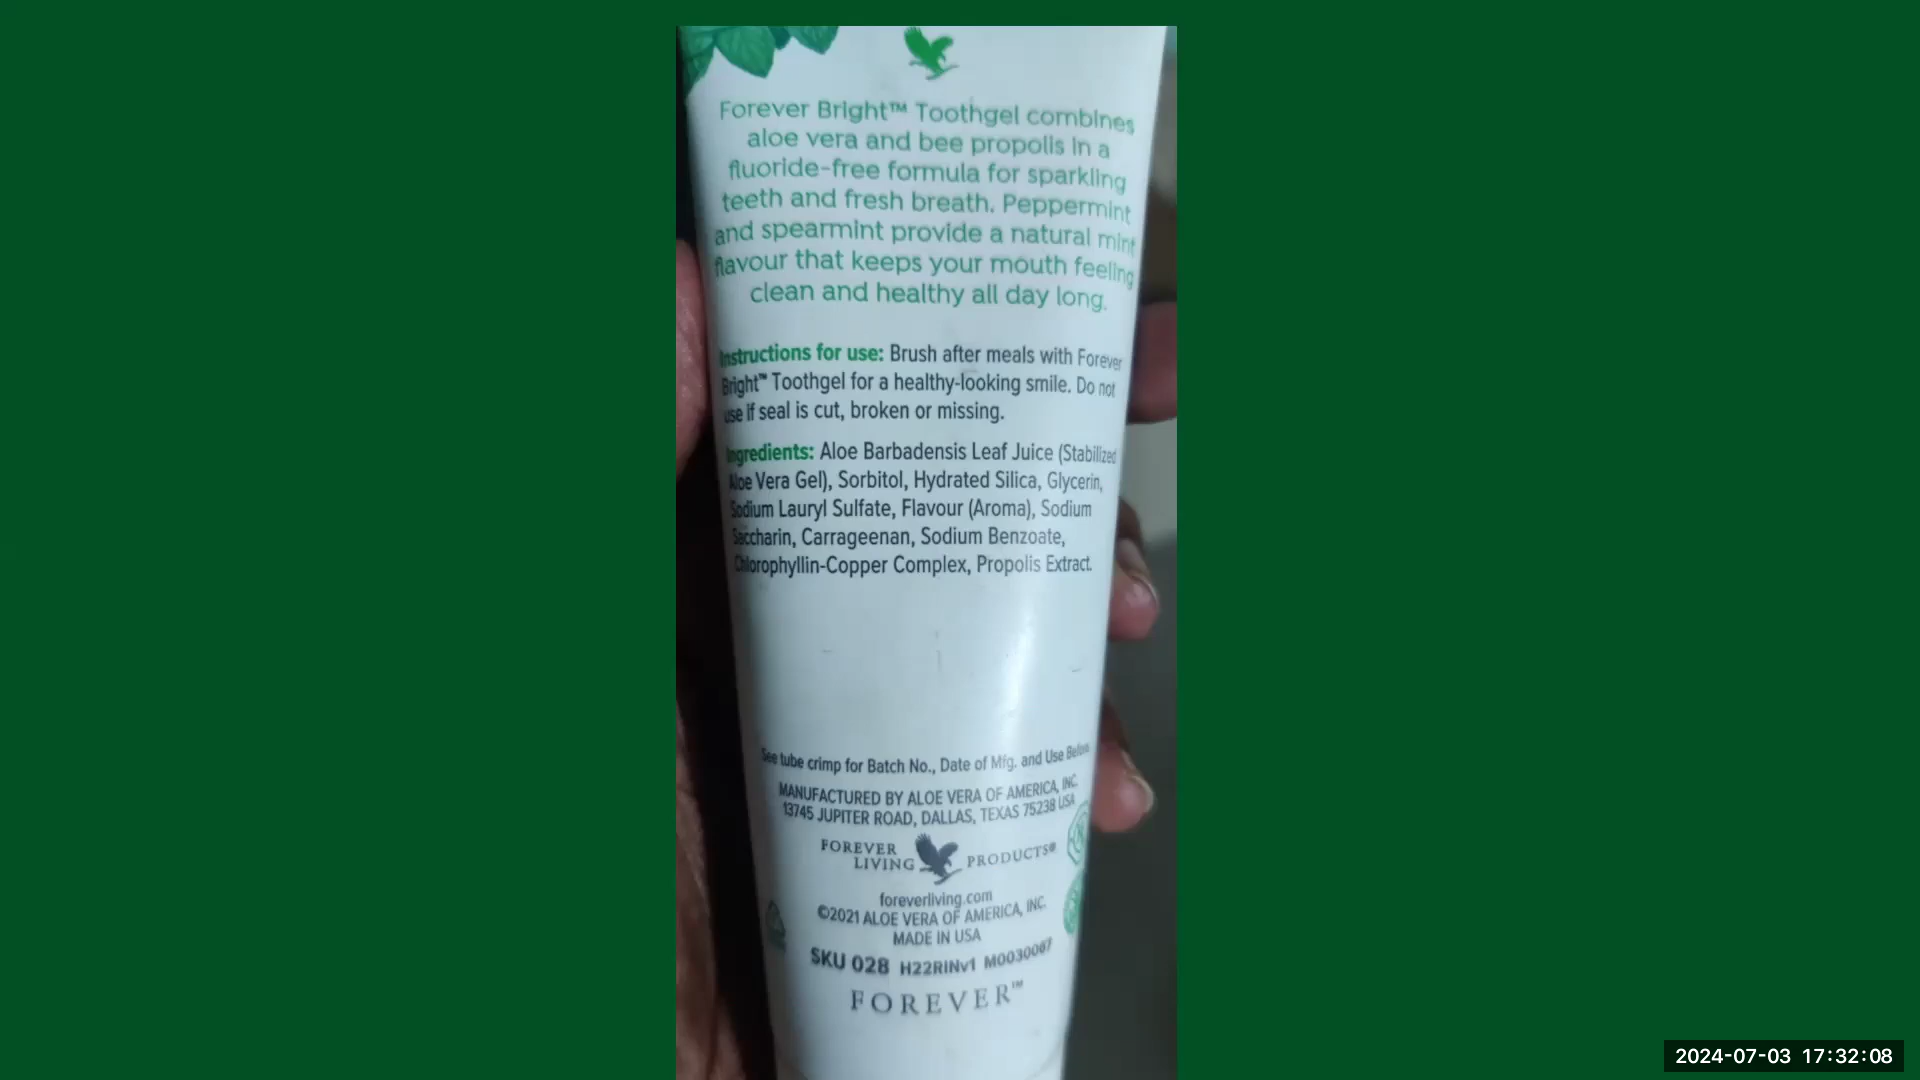 Forever Bright™ Toothgel combines
aloe vera and bee propolis in a
fluoride-free formula for sparkling
teeth and fresh breath. Peppermint
and spearmint provide a natural mint
flavour that keeps your mouth feeling
clean and healthy all day long.
Instructions for use: Brush after meals with Forever
Bright™ Toothgel for a healthy-looking smile. Do not
use if seal is cut, broken or missing.
Ingredients: Aloe Barbadensis Leaf Juice (Stabilized
Aloe Vera Gel), Sorbitol, Hydrated Silica, Glycerin,
Sodium Lauryl Sulfate, Flavour (Aroma), Sodium
Saccharin, Carrageenan, Sodium Benzoate,
Chlorophyllin-Copper Complex, Propolis Extract.
See tube crimp for Batch No., Date of Mfg. and Use Before.
MANUFACTURED BY ALOE VERA OF AMERICA, INC.
13745 JUPITER ROAD, DALLAS, TEXAS 75238 USA
FOREVER
LIVING PRODUCTS®
foreverliving.com
©2021 ALOE VERA OF AMERICA, INC.
MADE IN USA
SKU 028 H22RINv1 M0030067
FOREVER™
2024-07-03 17:32:08